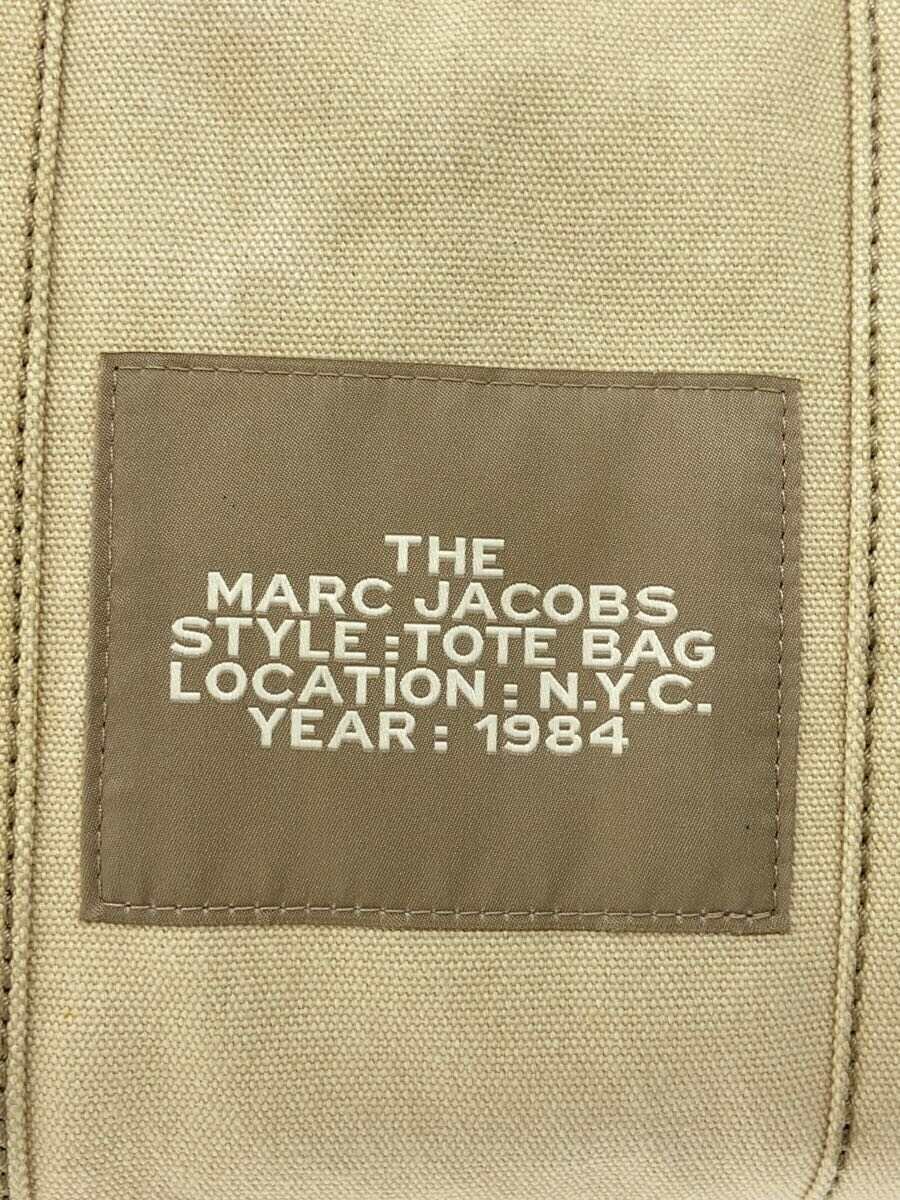 THE
MARC JACOBS
STYLE : TOTE BAG
LOCATION : N.Y.C.
YEAR : 1984